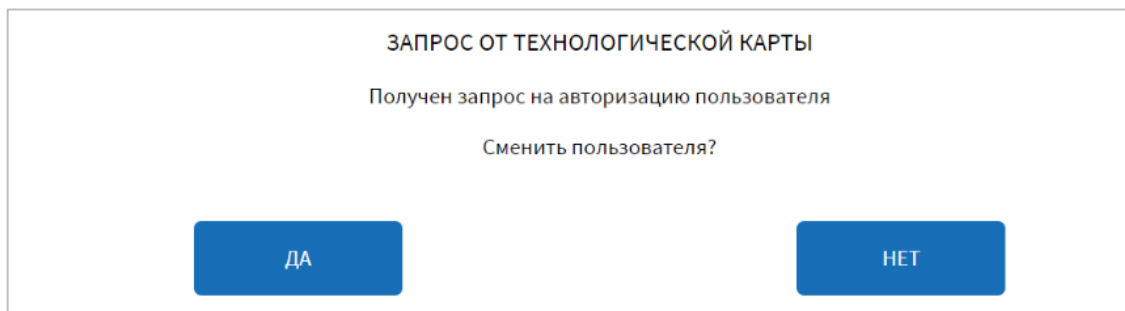 ЗАПРОС ОТ ТЕХНОЛОГИЧЕСКОЙ КАРТЫ
Получен запрос на авторизацию пользователя
Сменить пользователя?
ДА
НЕТ